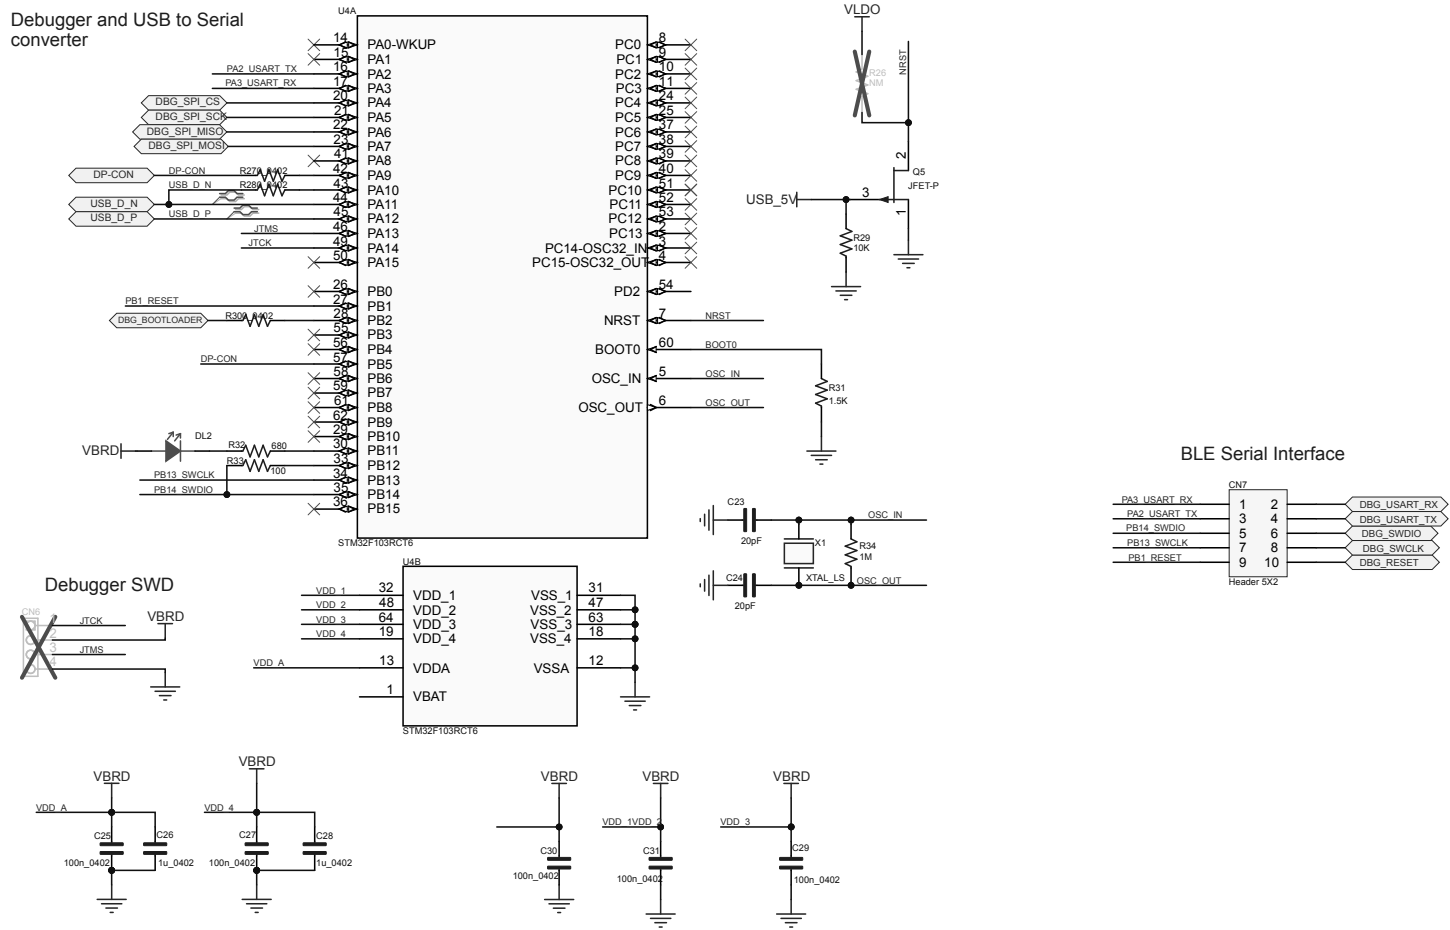 Debugger and USB to Serial
converter
U4A
14 PA0-WKUP
15 PA1
PA2_USART_TX 16 PA2
PA3_USART_RX 17 PA3
DBG_SPI_CS 20 PA4
DBG_SPI_SCK 21 PA5
DBG_SPI_MISO 22 PA6
DBG_SPI_MOSI 23 PA7
41 PA8
DP-CON DP-CON R27 0_0402 42 PA9
USB_D_N R28 0_0402 43 PA10
USB_D_N 44 PA11
USB_D_P USB_D_P 45 PA12
JTMS 46 PA13
JTCK 49 PA14
50 PA15
26 PB0
PB1_RESET 27 PB1
DBG_BOOTLOADER R30 0_0402 28 PB2
55 PB3
56 PB4
DP-CON 57 PB5
58 PB6
59 PB7
61 PB8
62 PB9
29 PB10
VBRD DL2 R32 680 30 PB11
R33 100 33 PB12
PB13_SWCLK 34 PB13
PB14_SWDIO 35 PB14
36 PB15
PC0 8
PC1 9
PC2 10
PC3 11
PC4 24
PC5 25
PC6 37
PC7 38
PC8 39
PC9 40
PC10 51
PC11 52
PC12 53
PC13 2
PC14-OSC32_IN 3
PC15-OSC32_OUT 4
PD2 54
NRST 7 NRST
BOOT0 60 BOOT0
OSC_IN 5 OSC_IN
OSC_OUT 6 OSC_OUT
R31
1.5K
STM32F103RCT6
VLDO
R26
NM
NRST
2
Q5
JFET-P
USB_5V 3
1
R29
10K
C23
20pF
OSC_IN
X1
R34
1M
C24
20pF
XTAL_LS
OSC_OUT
BLE Serial Interface
CN7
PA3_USART_RX 1 2 DBG_USART_RX
PA2_USART_TX 3 4 DBG_USART_TX
PB14_SWDIO 5 6 DBG_SWDIO
PB13_SWCLK 7 8 DBG_SWCLK
PB1_RESET 9 10 DBG_RESET
Header 5X2
Debugger SWD
CN6
1 JTCK
2 VBRD
3 JTMS
4
U4B
VDD_1 32 VDD_1 VSS_1 31
VDD_2 48 VDD_2 VSS_2 47
VDD_3 64 VDD_3 VSS_3 63
VDD_4 19 VDD_4 VSS_4 18
VDD_A 13 VDDA VSSA 12
1 VBAT
STM32F103RCT6
VBRD
VDD_A
C25
100n_0402
C26
1u_0402
VBRD
VDD_4
C27
100n_0402
C28
1u_0402
VBRD
C30
100n_0402
VBRD
VDD_1VDD_2
C31
100n_0402
VBRD
VDD_3
C29
100n_0402